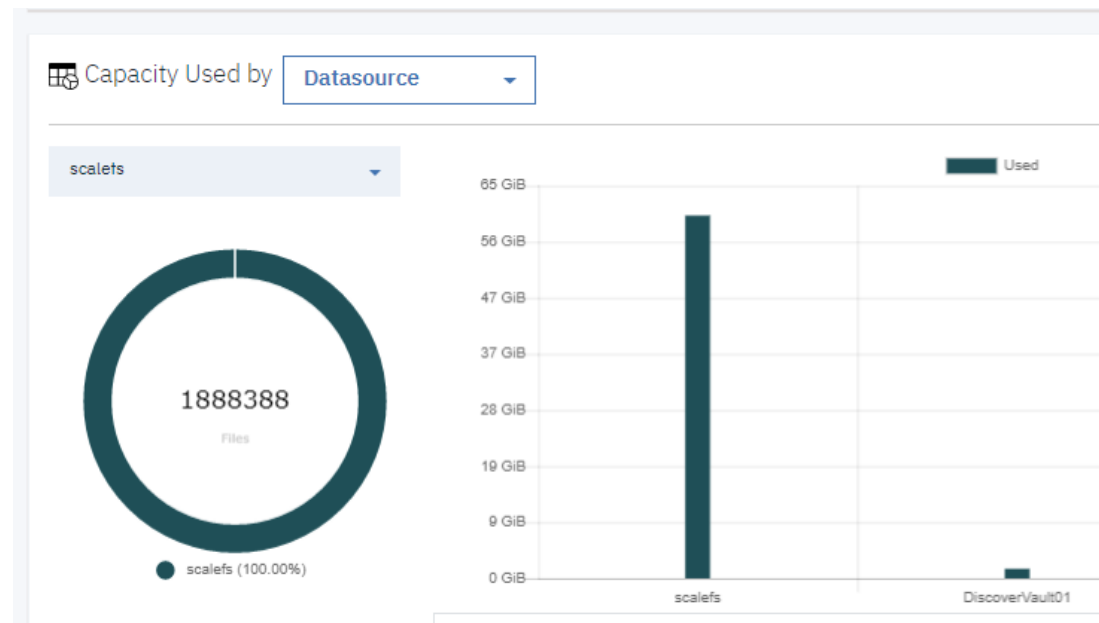 Capacity Used by Datasource
scalefs
1888388
Files
scalefs (100.00%)
Used
65 GiB
56 GiB
47 GiB
37 GiB
28 GiB
19 GiB
9 GiB
0 GiB
scalefs
DiscoverVault01